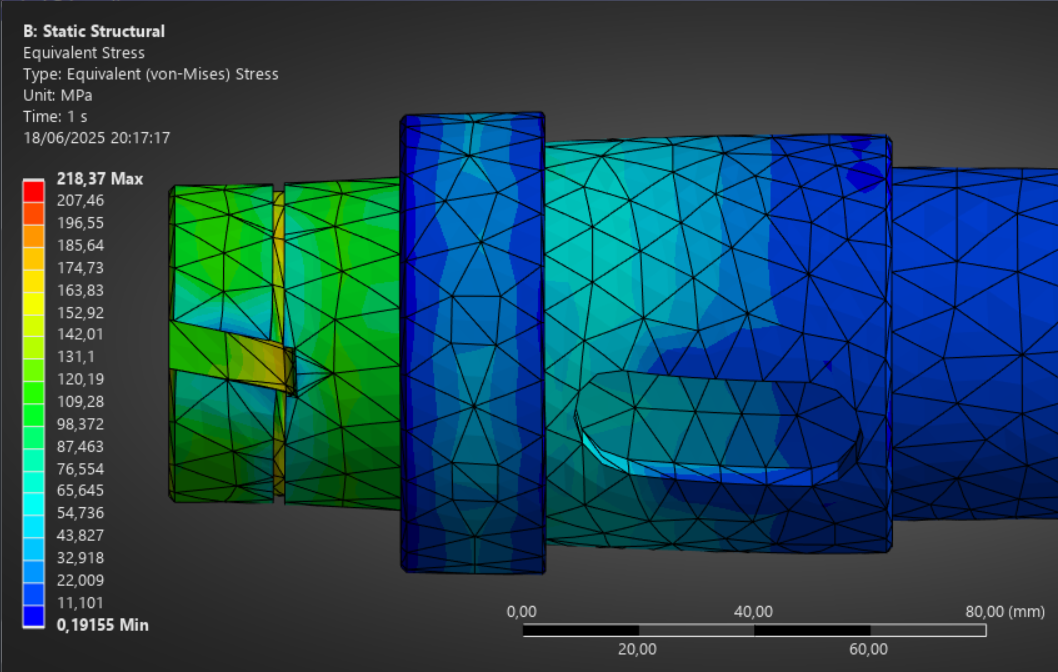 B: Static Structural
Equivalent Stress
Type: Equivalent (von-Mises) Stress
Unit: MPa
Time: 1 s
18/06/2025 20:17:17
218,37 Max
207,46
196,55
185,64
174,73
163,83
152,92
142,01
131,1
120,19
109,28
98,372
87,463
76,554
65,645
54,736
43,827
32,918
22,009
11,101
0,19155 Min
0,00 40,00 80,00 (mm)
20,00 60,00